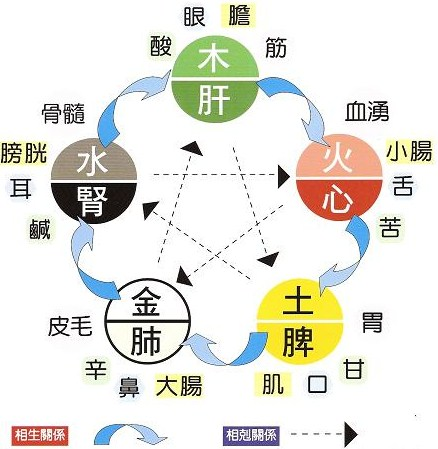 眼 膽
酸 筋
木
肝
骨髓
血湧
膀胱
水
火
小腸
耳
腎
心
舌
鹹
苦
金
土
皮毛
肺
脾
胃
辛
甘
鼻
大腸
肌
口
相生關係
相剋關係